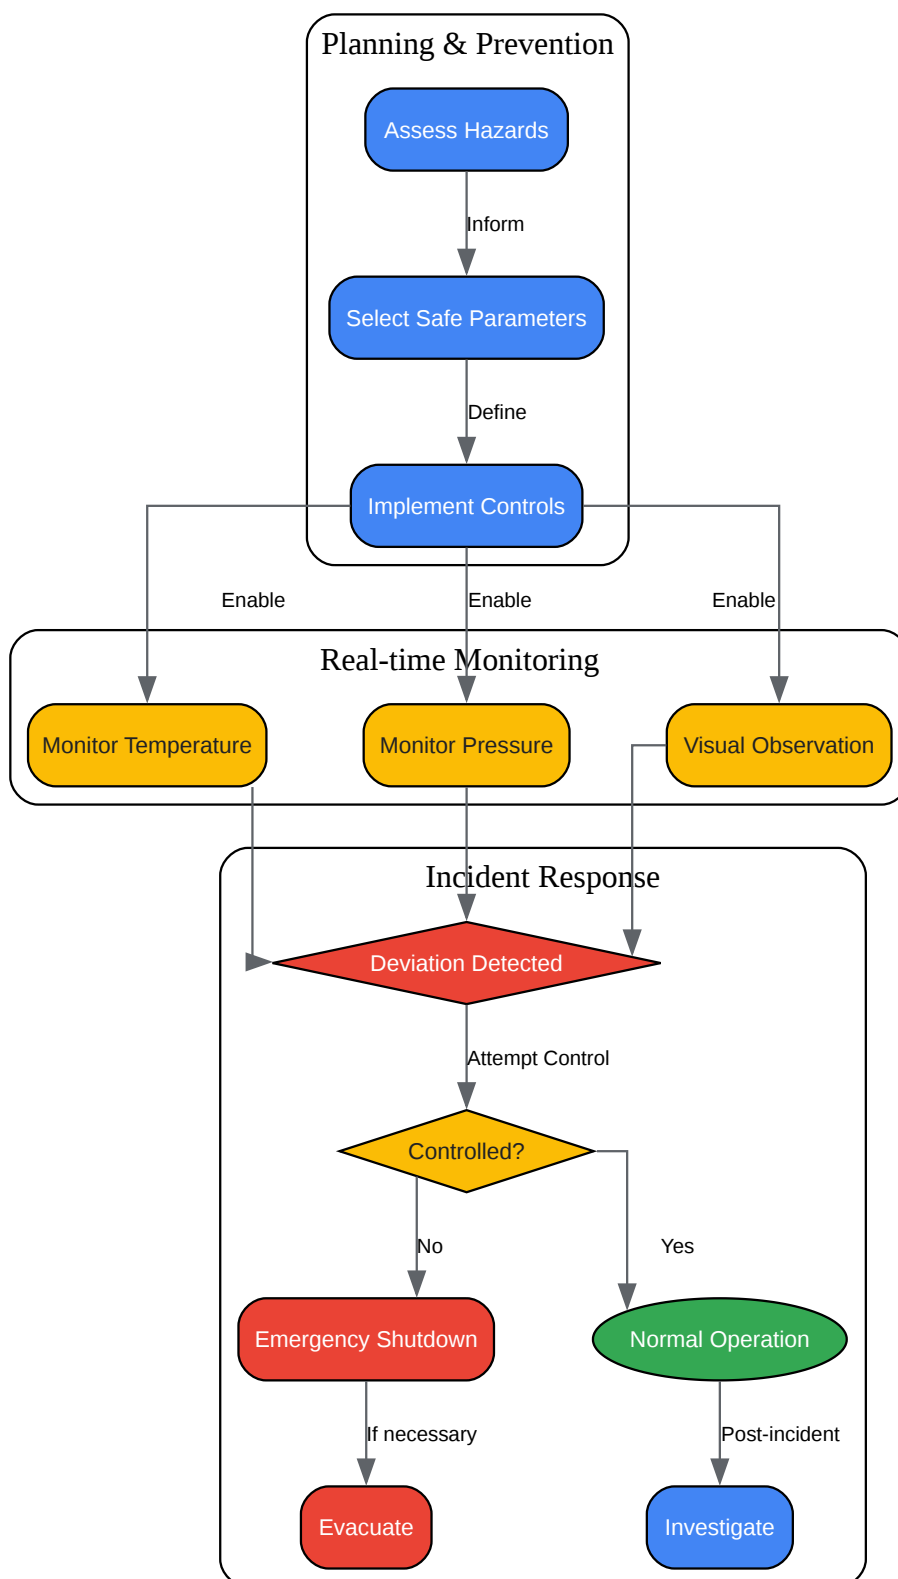 Planning & Prevention
Assess Hazards
Inform
Select Safe Parameters
Define
Implement Controls
Enable
Enable
Enable
Real-time Monitoring
Monitor Temperature
Monitor Pressure
Visual Observation
Incident Response
Deviation Detected
Attempt Control
Controlled?
No
Yes
Emergency Shutdown
Normal Operation
If necessary
Post-incident
Evacuate
Investigate